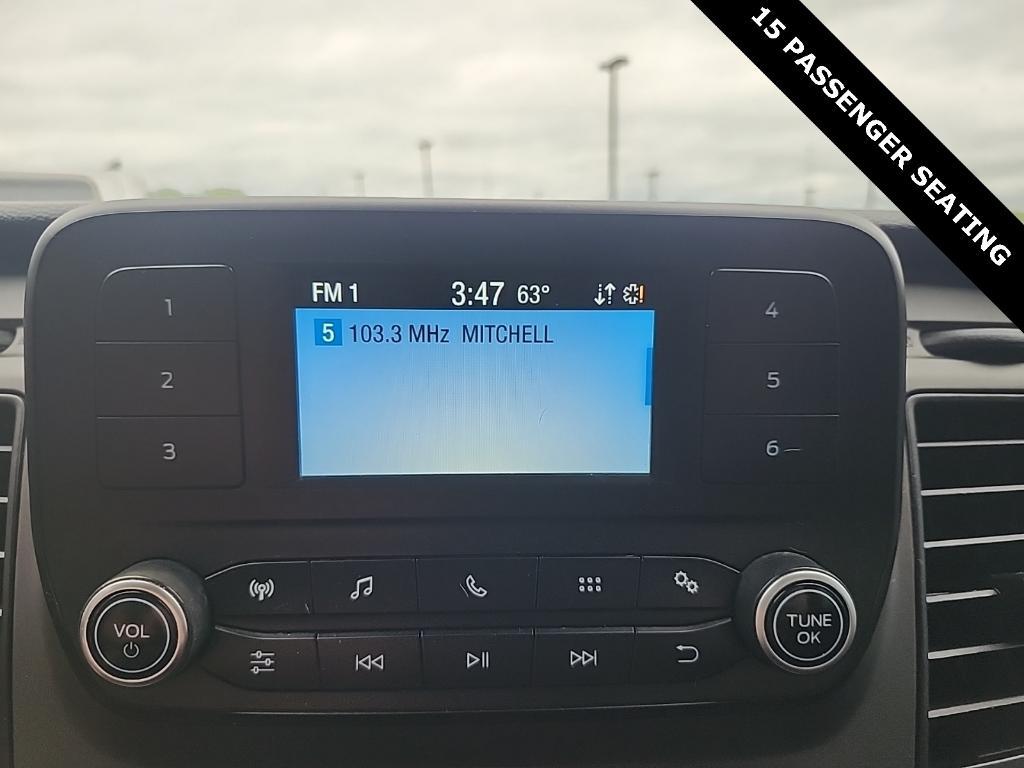 15 PASSENGER SEATING
FM 1 3:47 63°
5 103.3 MHz MITCHELL
1
2
3
4
5
6
VOL
TUNE
OK